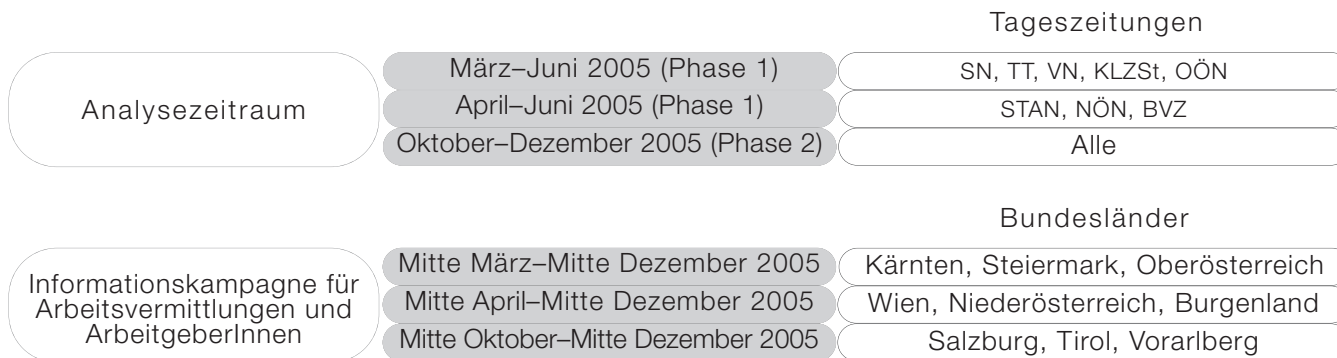 Tageszeitungen
Analysezeitraum
März–Juni 2005 (Phase 1)
SN, TT, VN, KLZSt, OÖN
April–Juni 2005 (Phase 1)
STAN, NÖN, BVZ
Oktober–Dezember 2005 (Phase 2)
Alle
Bundesländer
Informationskampagne für
Arbeitsvermittlungen und
ArbeitgeberInnen
Mitte März–Mitte Dezember 2005
Kärnten, Steiermark, Oberösterreich
Mitte April–Mitte Dezember 2005
Wien, Niederösterreich, Burgenland
Mitte Oktober–Mitte Dezember 2005
Salzburg, Tirol, Vorarlberg